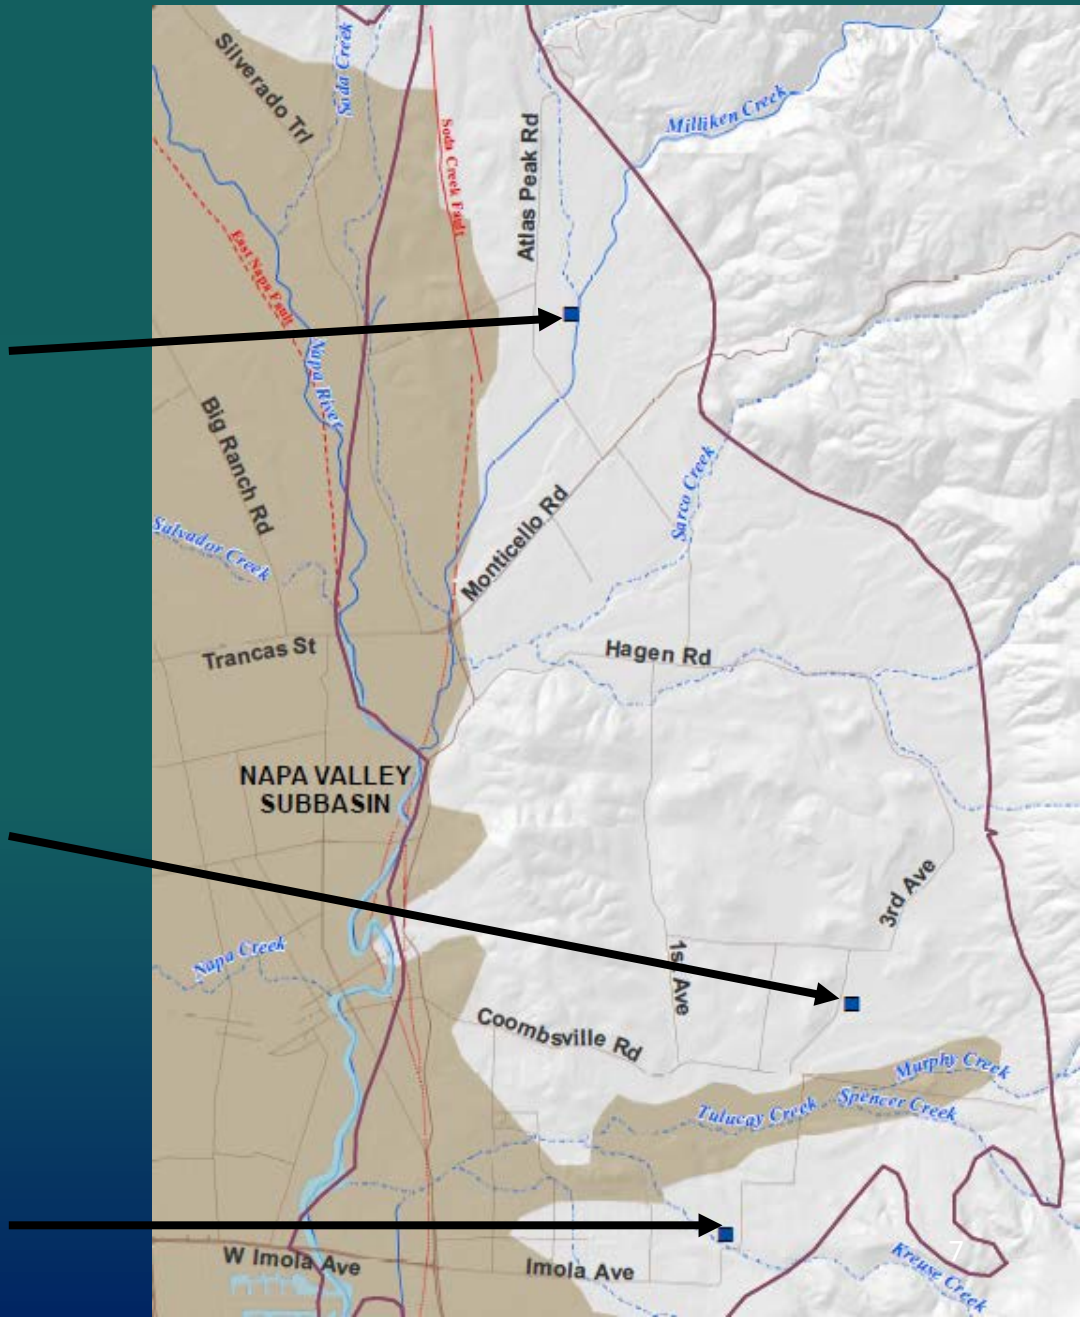 Silverado Trl
Soda Creek
Milliken Creek
Soda Creek Fault
Atlas Peak Rd
East Napa Fault
Napa River
Big Ranch Rd
Salvador Creek
Monticello Rd
Sarco Creek
Trancas St
Hagen Rd
NAPA VALLEY
SUBBASIN
3rd Ave
Napa Creek
1st Ave
Coombsville Rd
Murphy Creek
Tulucay Creek
Spencer Creek
W Imola Ave
Imola Ave
Kreuse Creek
7